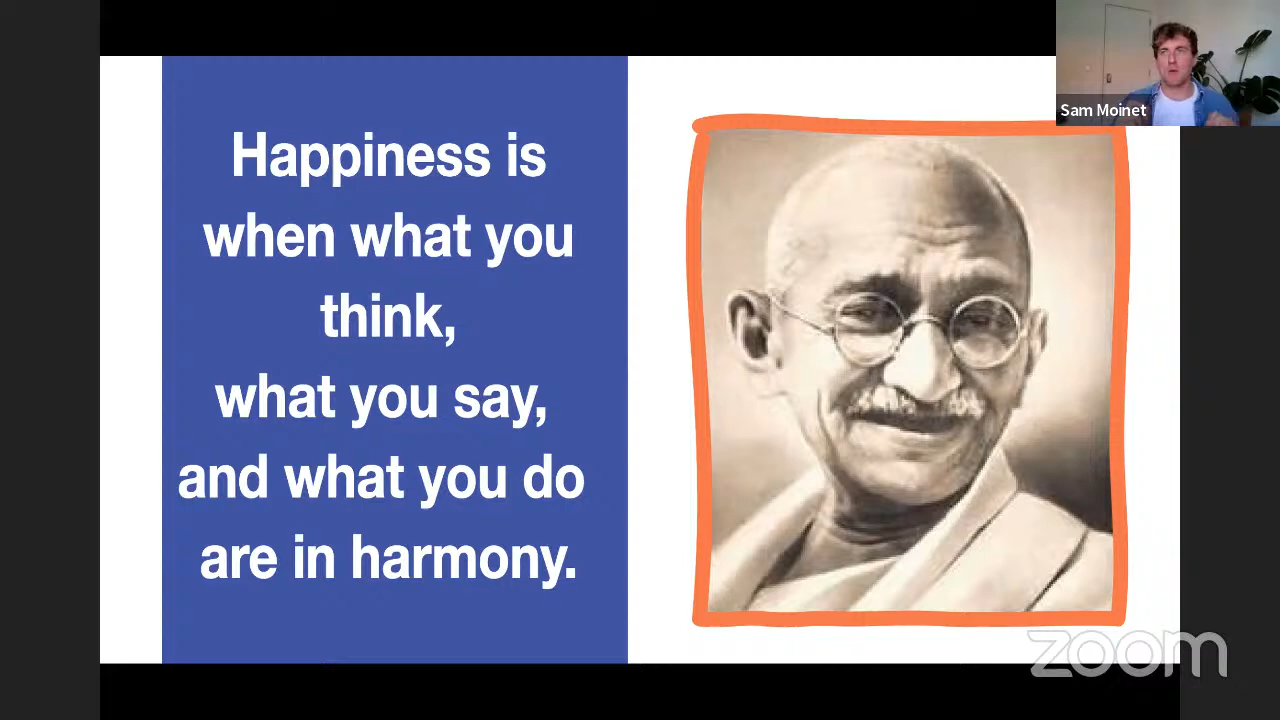 Sam Moinet
Happiness is
when what you
think,
what you say,
and what you do
are in harmony.
zoom